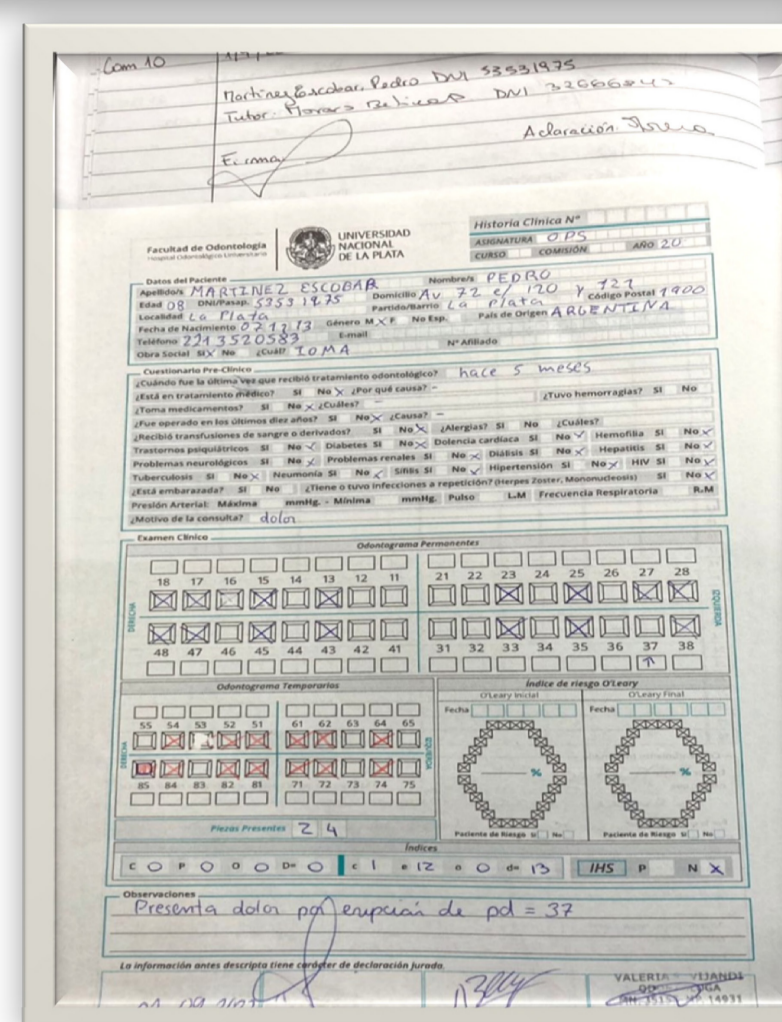 Com 10
Martinez Escobar, Pedro DNI 53531975
Tutor: DNI
Firma Aclaración
Facultad de Odontología
Hospital Odontológico Universitario
UNIVERSIDAD
NACIONAL
DE LA PLATA
Historia Clínica N°
ASIGNATURA OPS
CURSO COMISIÓN AÑO 20
Datos del Paciente
Apellido/s MARTINEZ ESCOBAR Nombre/s PEDRO
Edad 08 DNI/Pasap. 53531975 Domicilio Av 72 e/ 120 y 121
Localidad La Plata Partido/Barrio La plata Código Postal 1900
Fecha de Nacimiento 071213 Género M X F No Esp. País de Origen ARGENTINA
Teléfono 2213520583 E-mail
Obra Social SI X No ¿Cuál? IOMA N° Afiliado
Cuestionario Pre-Clínico
¿Cuándo fue la última vez que recibió tratamiento odontológico? hace 5 meses
¿Está en tratamiento médico? SI No X ¿Por qué causa? -
¿Toma medicamentos? SI No X ¿Cuáles? - ¿Tuvo hemorragias? SI No
¿Fue operado en los últimos diez años? SI No X ¿Causa? -
¿Recibió transfusiones de sangre o derivados? SI No X ¿Alergias? SI No ¿Cuáles?
Trastornos psiquiátricos SI No X Diabetes SI No X Dolencia cardíaca SI No X Hemofilia SI No X
Problemas neurológicos SI No X Problemas renales SI No X Diálisis SI No X Hepatitis SI No X
Tuberculosis SI No X Neumonía SI No X Sífilis SI No X Hipertensión SI No X HIV SI No X
¿Está embarazada? SI No ¿Tiene o tuvo infecciones a repetición? (Herpes Zoster, Mononucleosis) SI No X
Presión Arterial: Máxima mmHg. - Mínima mmHg. Pulso L.M Frecuencia Respiratoria R.M
¿Motivo de la consulta? dolor
Examen Clínico
Odontograma Permanentes
18 17 16 15 14 13 12 11 21 22 23 24 25 26 27 28
DERECHA IZQUIERDA
48 47 46 45 44 43 42 41 31 32 33 34 35 36 37 38
Odontograma Temporarios
55 54 53 52 51 61 62 63 64 65
DERECHA IZQUIERDA
85 84 83 82 81 71 72 73 74 75
Piezas Presentes 24
Índice de riesgo O'Leary
O'Leary Inicial O'Leary Final
Fecha Fecha
% %
Paciente de Riesgo SI No Paciente de Riesgo SI No
Índices
C 0 P 0 O 0 D= 0 c 1 e 12 o 0 d= 13 IHS P N X
Observaciones
Presenta dolor por erupción de pd = 37
La información antes descripta tiene carácter de declaración jurada.
VALERIA
14931